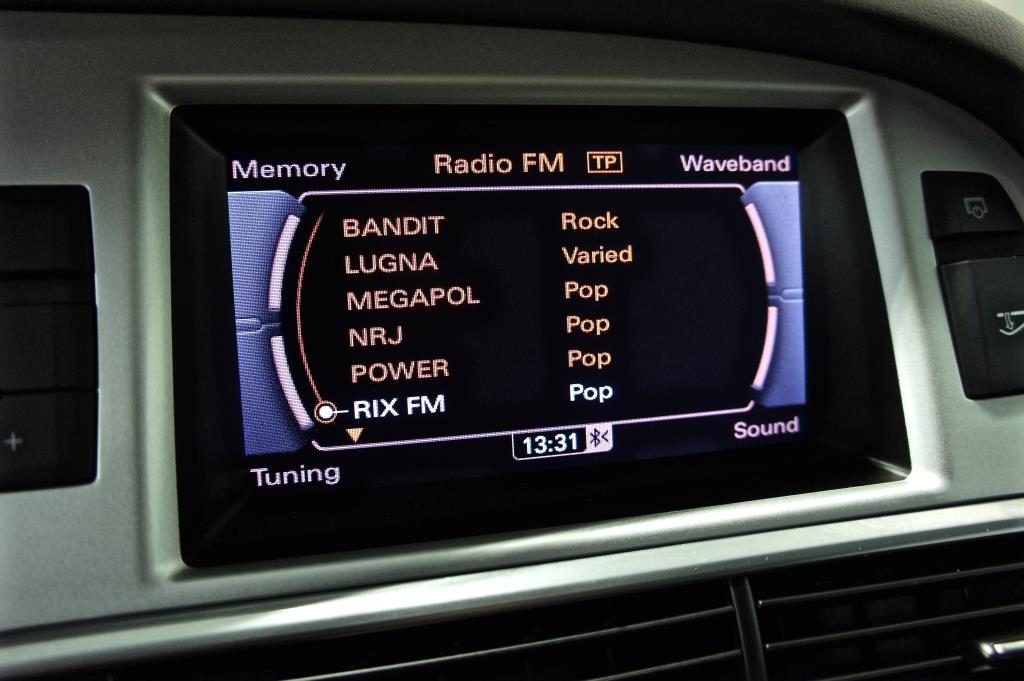 Memory Radio FM TP Waveband
BANDIT Rock
LUGNA Varied
MEGAPOL Pop
NRJ Pop
POWER Pop
RIX FM Pop
13:31
Tuning Sound
+